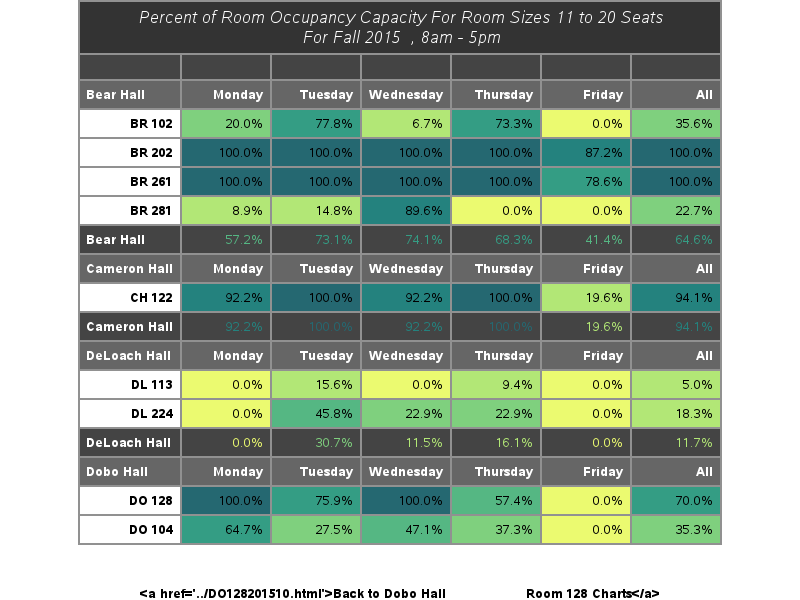 Percent of Room Occupancy Capacity For Room Sizes 11 to 20 Seats
For Fall 2015 , 8am - 5pm
Bear Hall Monday Tuesday Wednesday Thursday Friday All
BR 102 20.0% 77.8% 6.7% 73.3% 0.0% 35.6%
BR 202 100.0% 100.0% 100.0% 100.0% 87.2% 100.0%
BR 261 100.0% 100.0% 100.0% 100.0% 78.6% 100.0%
BR 281 8.9% 14.8% 89.6% 0.0% 0.0% 22.7%
Bear Hall 57.2% 73.1% 74.1% 68.3% 41.4% 64.6%
Cameron Hall Monday Tuesday Wednesday Thursday Friday All
CH 122 92.2% 100.0% 92.2% 100.0% 19.6% 94.1%
Cameron Hall 92.2% 100.0% 92.2% 100.0% 19.6% 94.1%
DeLoach Hall Monday Tuesday Wednesday Thursday Friday All
DL 113 0.0% 15.6% 0.0% 9.4% 0.0% 5.0%
DL 224 0.0% 45.8% 22.9% 22.9% 0.0% 18.3%
DeLoach Hall 0.0% 30.7% 11.5% 16.1% 0.0% 11.7%
Dobo Hall Monday Tuesday Wednesday Thursday Friday All
DO 128 100.0% 75.9% 100.0% 57.4% 0.0% 70.0%
DO 104 64.7% 27.5% 47.1% 37.3% 0.0% 35.3%
<a href='../DO128201510.html'>Back to Dobo Hall Room 128 Charts</a>